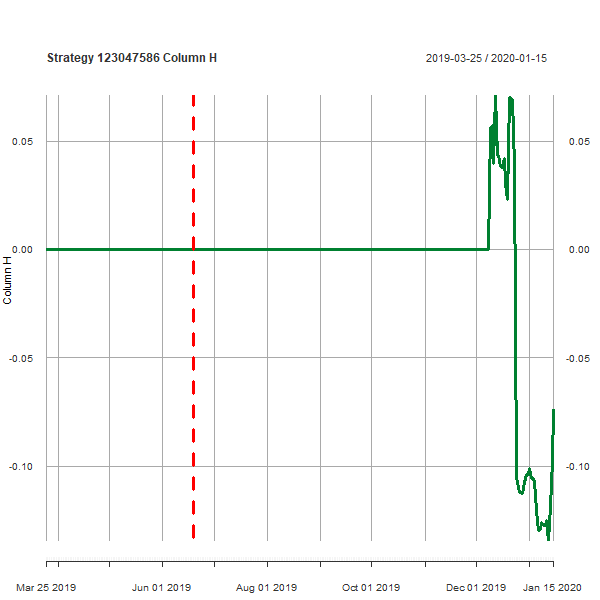 Strategy 123047586 Column H
2019-03-25 / 2020-01-15
0.05
0.05
0.00
0.00
Column H
-0.05
-0.05
-0.10
-0.10
Mar 25 2019
Jun 01 2019
Aug 01 2019
Oct 01 2019
Dec 01 2019
Jan 15 2020